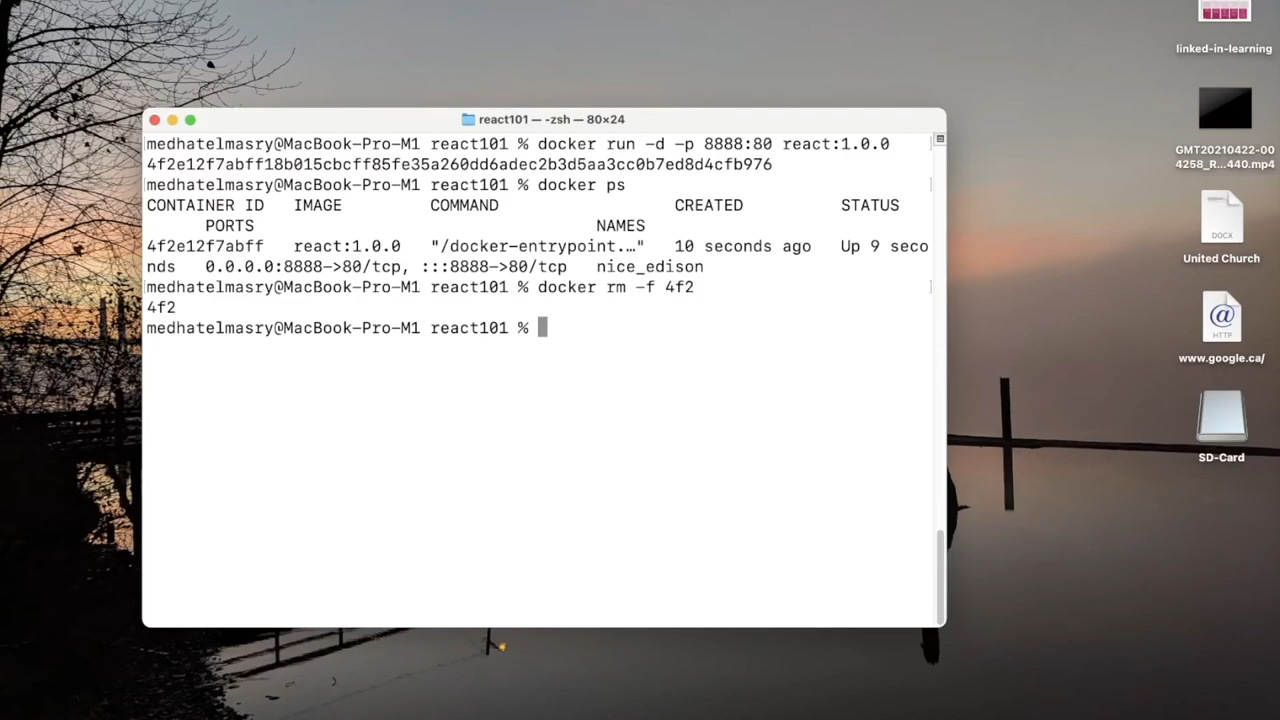 react101 — -zsh — 80×24
medhatelmasry@MacBook-Pro-M1 react101 % docker run -d -p 8888:80 react:1.0.0
4f2e12f7abff18b015cbcff85fe35a260dd6adec2b3d5aa3cc0b7ed8d4cfb976
medhatelmasry@MacBook-Pro-M1 react101 % docker ps
CONTAINER ID   IMAGE         COMMAND                  CREATED          STATUS
      PORTS                                   NAMES
4f2e12f7abff   react:1.0.0   "/docker-entrypoint.…"   10 seconds ago   Up 9 seco
nds   0.0.0.0:8888->80/tcp, :::8888->80/tcp   nice_edison
medhatelmasry@MacBook-Pro-M1 react101 % docker rm -f 4f2
4f2
medhatelmasry@MacBook-Pro-M1 react101 %
linked-in-learning
GMT20210422-00
4258_R...440.mp4
DOCX
United Church
@
HTTP
www.google.ca/
SD-Card